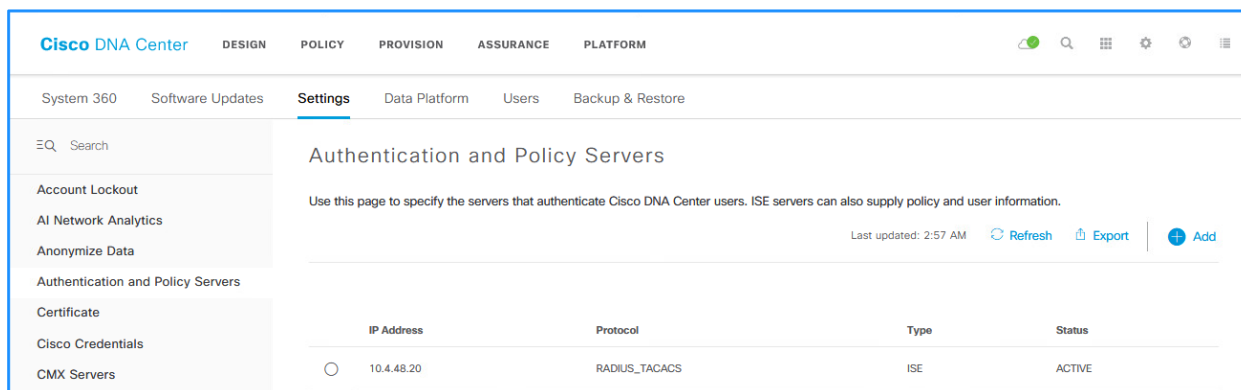 Cisco DNA Center DESIGN POLICY PROVISION ASSURANCE PLATFORM
System 360 Software Updates Settings Data Platform Users Backup & Restore
Search
Account Lockout
AI Network Analytics
Anonymize Data
Authentication and Policy Servers
Certificate
Cisco Credentials
CMX Servers
Authentication and Policy Servers
Use this page to specify the servers that authenticate Cisco DNA Center users. ISE servers can also supply policy and user information.
Last updated: 2:57 AM Refresh Export Add
IP Address Protocol Type Status
10.4.48.20 RADIUS_TACACS ISE ACTIVE